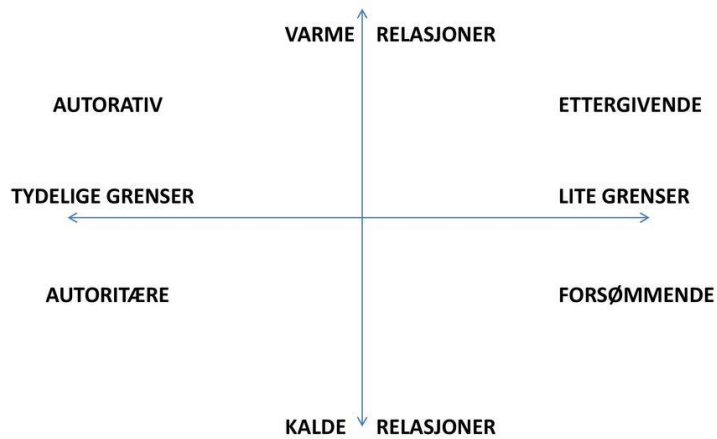 VARME RELASJONER
AUTORATIV ETTERGIVENDE
TYDELIGE GRENSER LITE GRENSER
AUTORITÆRE FORSØMMENDE
KALDE RELASJONER